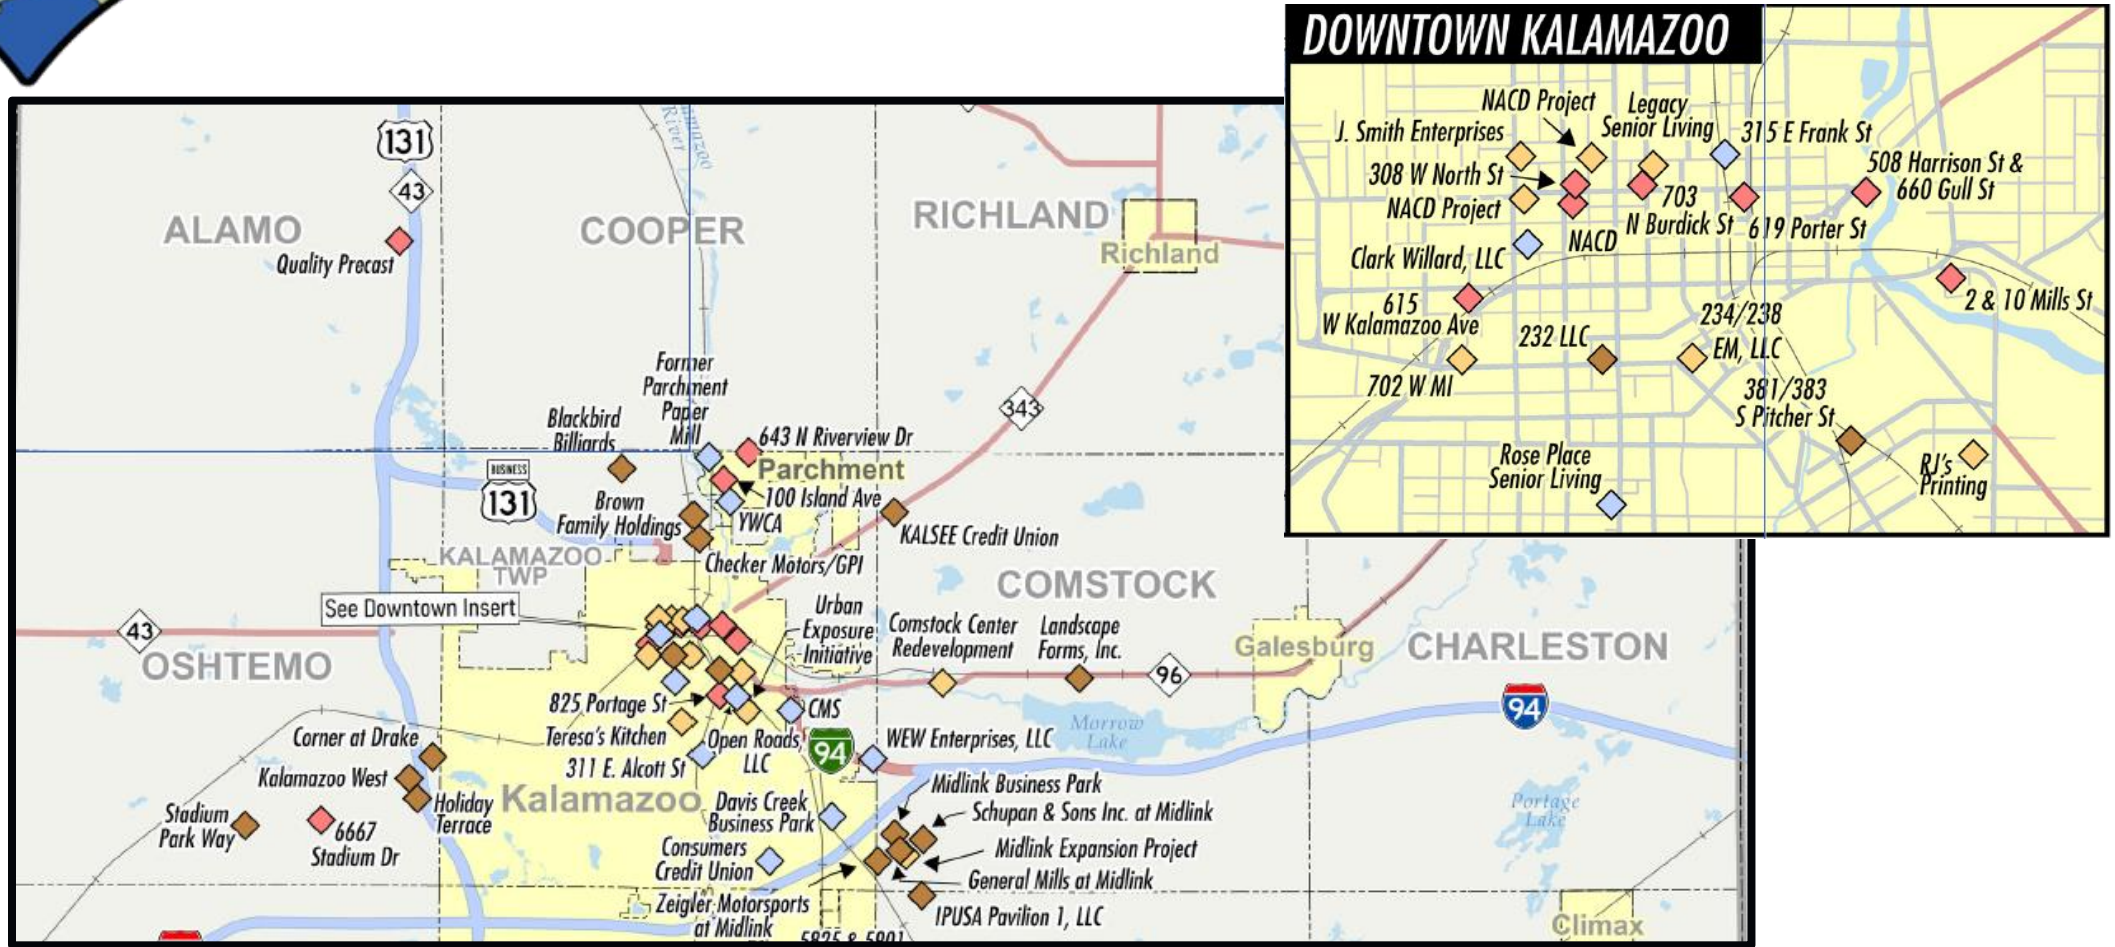 DOWNTOWN KALAMAZOO
NACD Project
Legacy
Senior Living
J. Smith Enterprises
315 E Frank St
308 W North St
508 Harrison St &
660 Gull St
NACD Project
703
N Burdick St
619 Porter St
NACD
Clark Willard, LLC
615
W Kalamazoo Ave
2 & 10 Mills St
234/238
EM, LLC
232 LLC
702 W MI
381/383
S Pitcher St
Rose Place
Senior Living
RJ's
Printing
131
43
ALAMO
COOPER
RICHLAND
Richland
River
Quality Precast
Former
Parchment
Paper
Mill
343
Blackbird
Billiards
643 N Riverview Dr
Parchment
BUSINESS
131
100 Island Ave
Brown
Family Holdings
YWCA
KALSEE Credit Union
KALAMAZOO
TWP
Checker Motors/GPI
COMSTOCK
See Downtown Insert
Urban
Exposure
Initiative
Comstock Center
Redevelopment
Landscape
Forms, Inc.
43
OSHTEMO
Galesburg
CHARLESTON
96
94
825 Portage St
CMS
Morrow
Lake
Teresa's Kitchen
Open Roads,
LLC
94
WEW Enterprises, LLC
Corner at Drake
311 E. Alcott St
Kalamazoo West
Holiday
Terrace
Kalamazoo
Davis Creek
Business Park
Midlink Business Park
Schupan & Sons Inc. at Midlink
Portage
Lake
Stadium
Park Way
6667
Stadium Dr
Consumers
Credit Union
Midlink Expansion Project
General Mills at Midlink
Zeigler Motorsports
at Midlink
IPUSA Pavilion 1, LLC
Climax